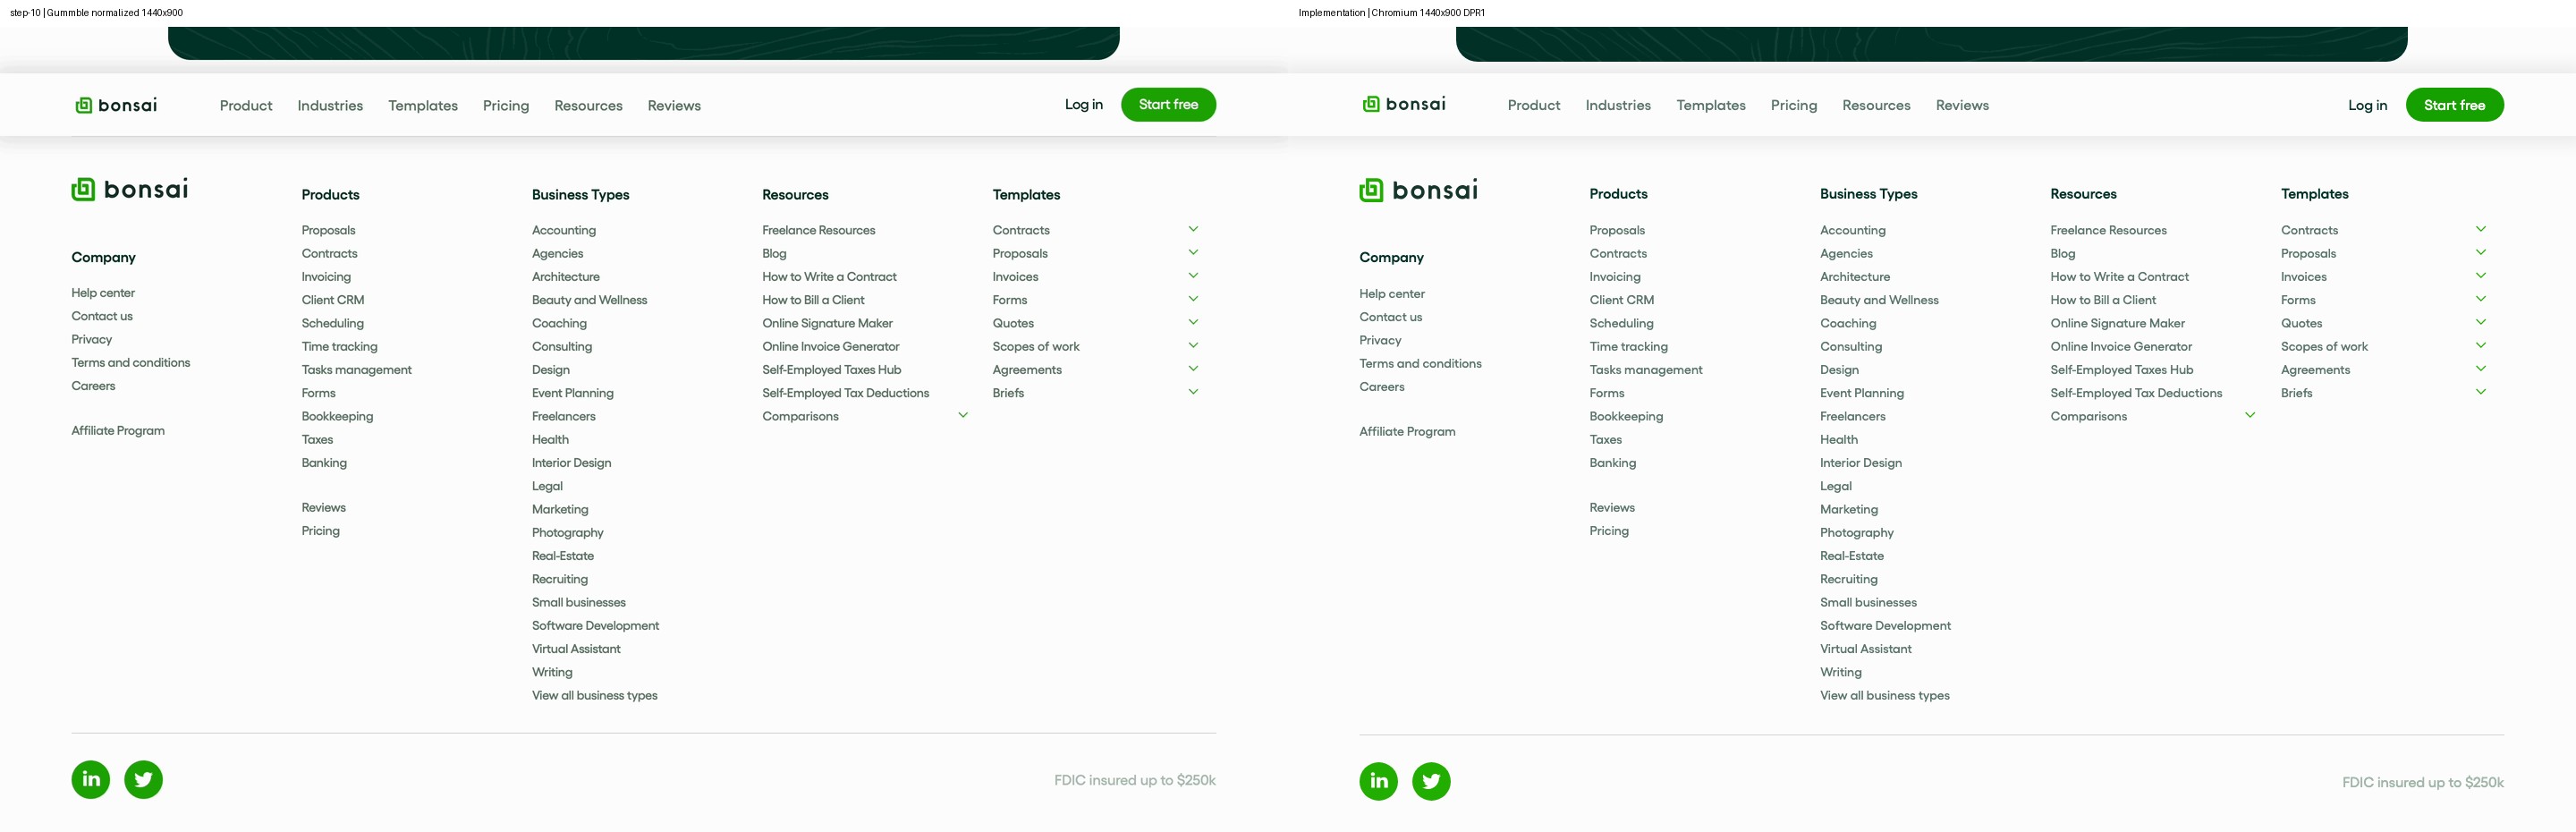 step-10 | Gummble normalized 1440x900
bonsai
Product Industries Templates Pricing Resources Reviews
Log in
Start free
bonsai
Company
Help center
Contact us
Privacy
Terms and conditions
Careers
Affiliate Program
Products
Proposals
Contracts
Invoicing
Client CRM
Scheduling
Time tracking
Tasks management
Forms
Bookkeeping
Taxes
Banking
Reviews
Pricing
Business Types
Accounting
Agencies
Architecture
Beauty and Wellness
Coaching
Consulting
Design
Event Planning
Freelancers
Health
Interior Design
Legal
Marketing
Photography
Real-Estate
Recruiting
Small businesses
Software Development
Virtual Assistant
Writing
View all business types
Resources
Freelance Resources
Blog
How to Write a Contract
How to Bill a Client
Online Signature Maker
Online Invoice Generator
Self-Employed Taxes Hub
Self-Employed Tax Deductions
Comparisons
Templates
Contracts
Proposals
Invoices
Forms
Quotes
Scopes of work
Agreements
Briefs
in
FDIC insured up to $250k
Implementation | Chromium 1440x900 DPR1
bonsai
Product Industries Templates Pricing Resources Reviews
Log in
Start free
bonsai
Company
Help center
Contact us
Privacy
Terms and conditions
Careers
Affiliate Program
Products
Proposals
Contracts
Invoicing
Client CRM
Scheduling
Time tracking
Tasks management
Forms
Bookkeeping
Taxes
Banking
Reviews
Pricing
Business Types
Accounting
Agencies
Architecture
Beauty and Wellness
Coaching
Consulting
Design
Event Planning
Freelancers
Health
Interior Design
Legal
Marketing
Photography
Real-Estate
Recruiting
Small businesses
Software Development
Virtual Assistant
Writing
View all business types
Resources
Freelance Resources
Blog
How to Write a Contract
How to Bill a Client
Online Signature Maker
Online Invoice Generator
Self-Employed Taxes Hub
Self-Employed Tax Deductions
Comparisons
Templates
Contracts
Proposals
Invoices
Forms
Quotes
Scopes of work
Agreements
Briefs
in
FDIC insured up to $250k